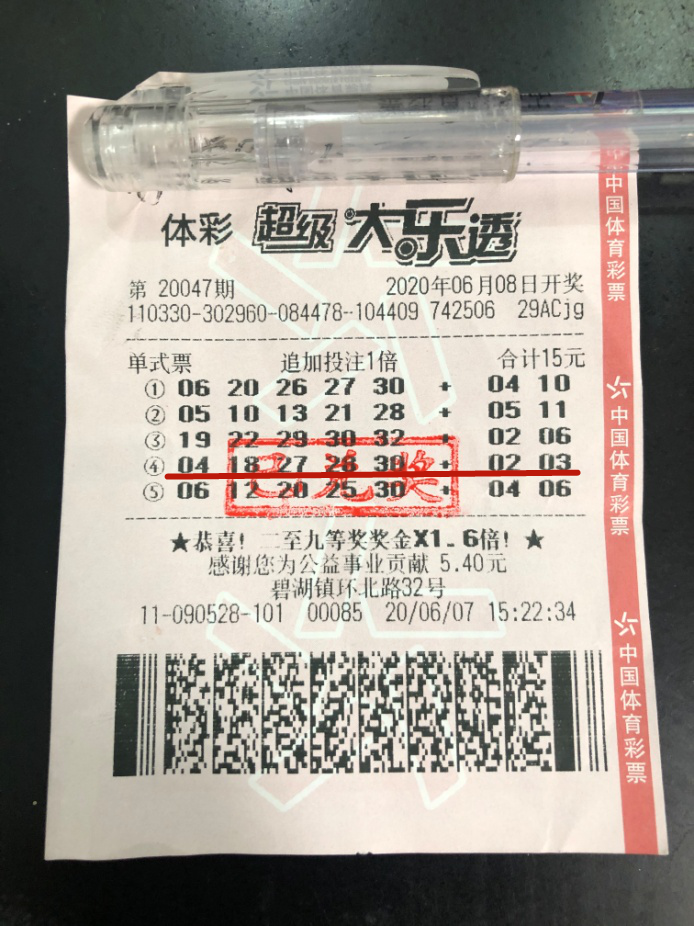 体彩 超级大乐透
第 20047期 2020年06月08日开奖
110330-302960-084478-104409 742506 29ACjg
单式票 追加投注1倍 合计15元
① 06 20 26 27 30 + 04 10
② 05 10 13 21 28 + 05 11
③ 19 22 29 30 32 + 02 06
④ 04 18 27 28 30 + 02 03
⑤ 06 12 20 25 30 + 04 06
已兑奖
★恭喜! 二至九等奖奖金X1.6倍! ★
感谢您为公益事业贡献 5.40元
碧湖镇环北路32号
11-090528-101 00085 20/06/07 15:22:34
中国体育彩票
中国体育彩票
中国体育彩票